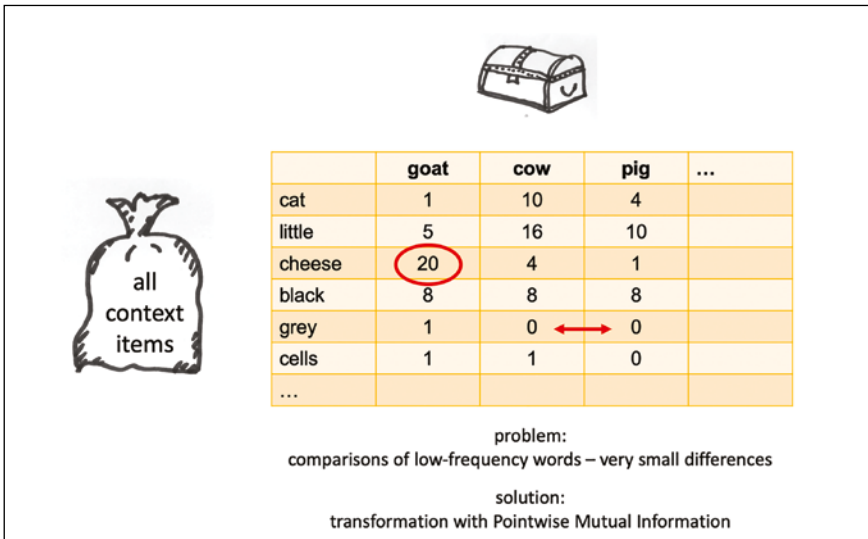 goat cow pig ...
cat 1 10 4
little 5 16 10
cheese 20 4 1
black 8 8 8
grey 1 0 0
cells 1 1 0
...
all
context
items
problem:
comparisons of low-frequency words – very small differences
solution:
transformation with Pointwise Mutual Information